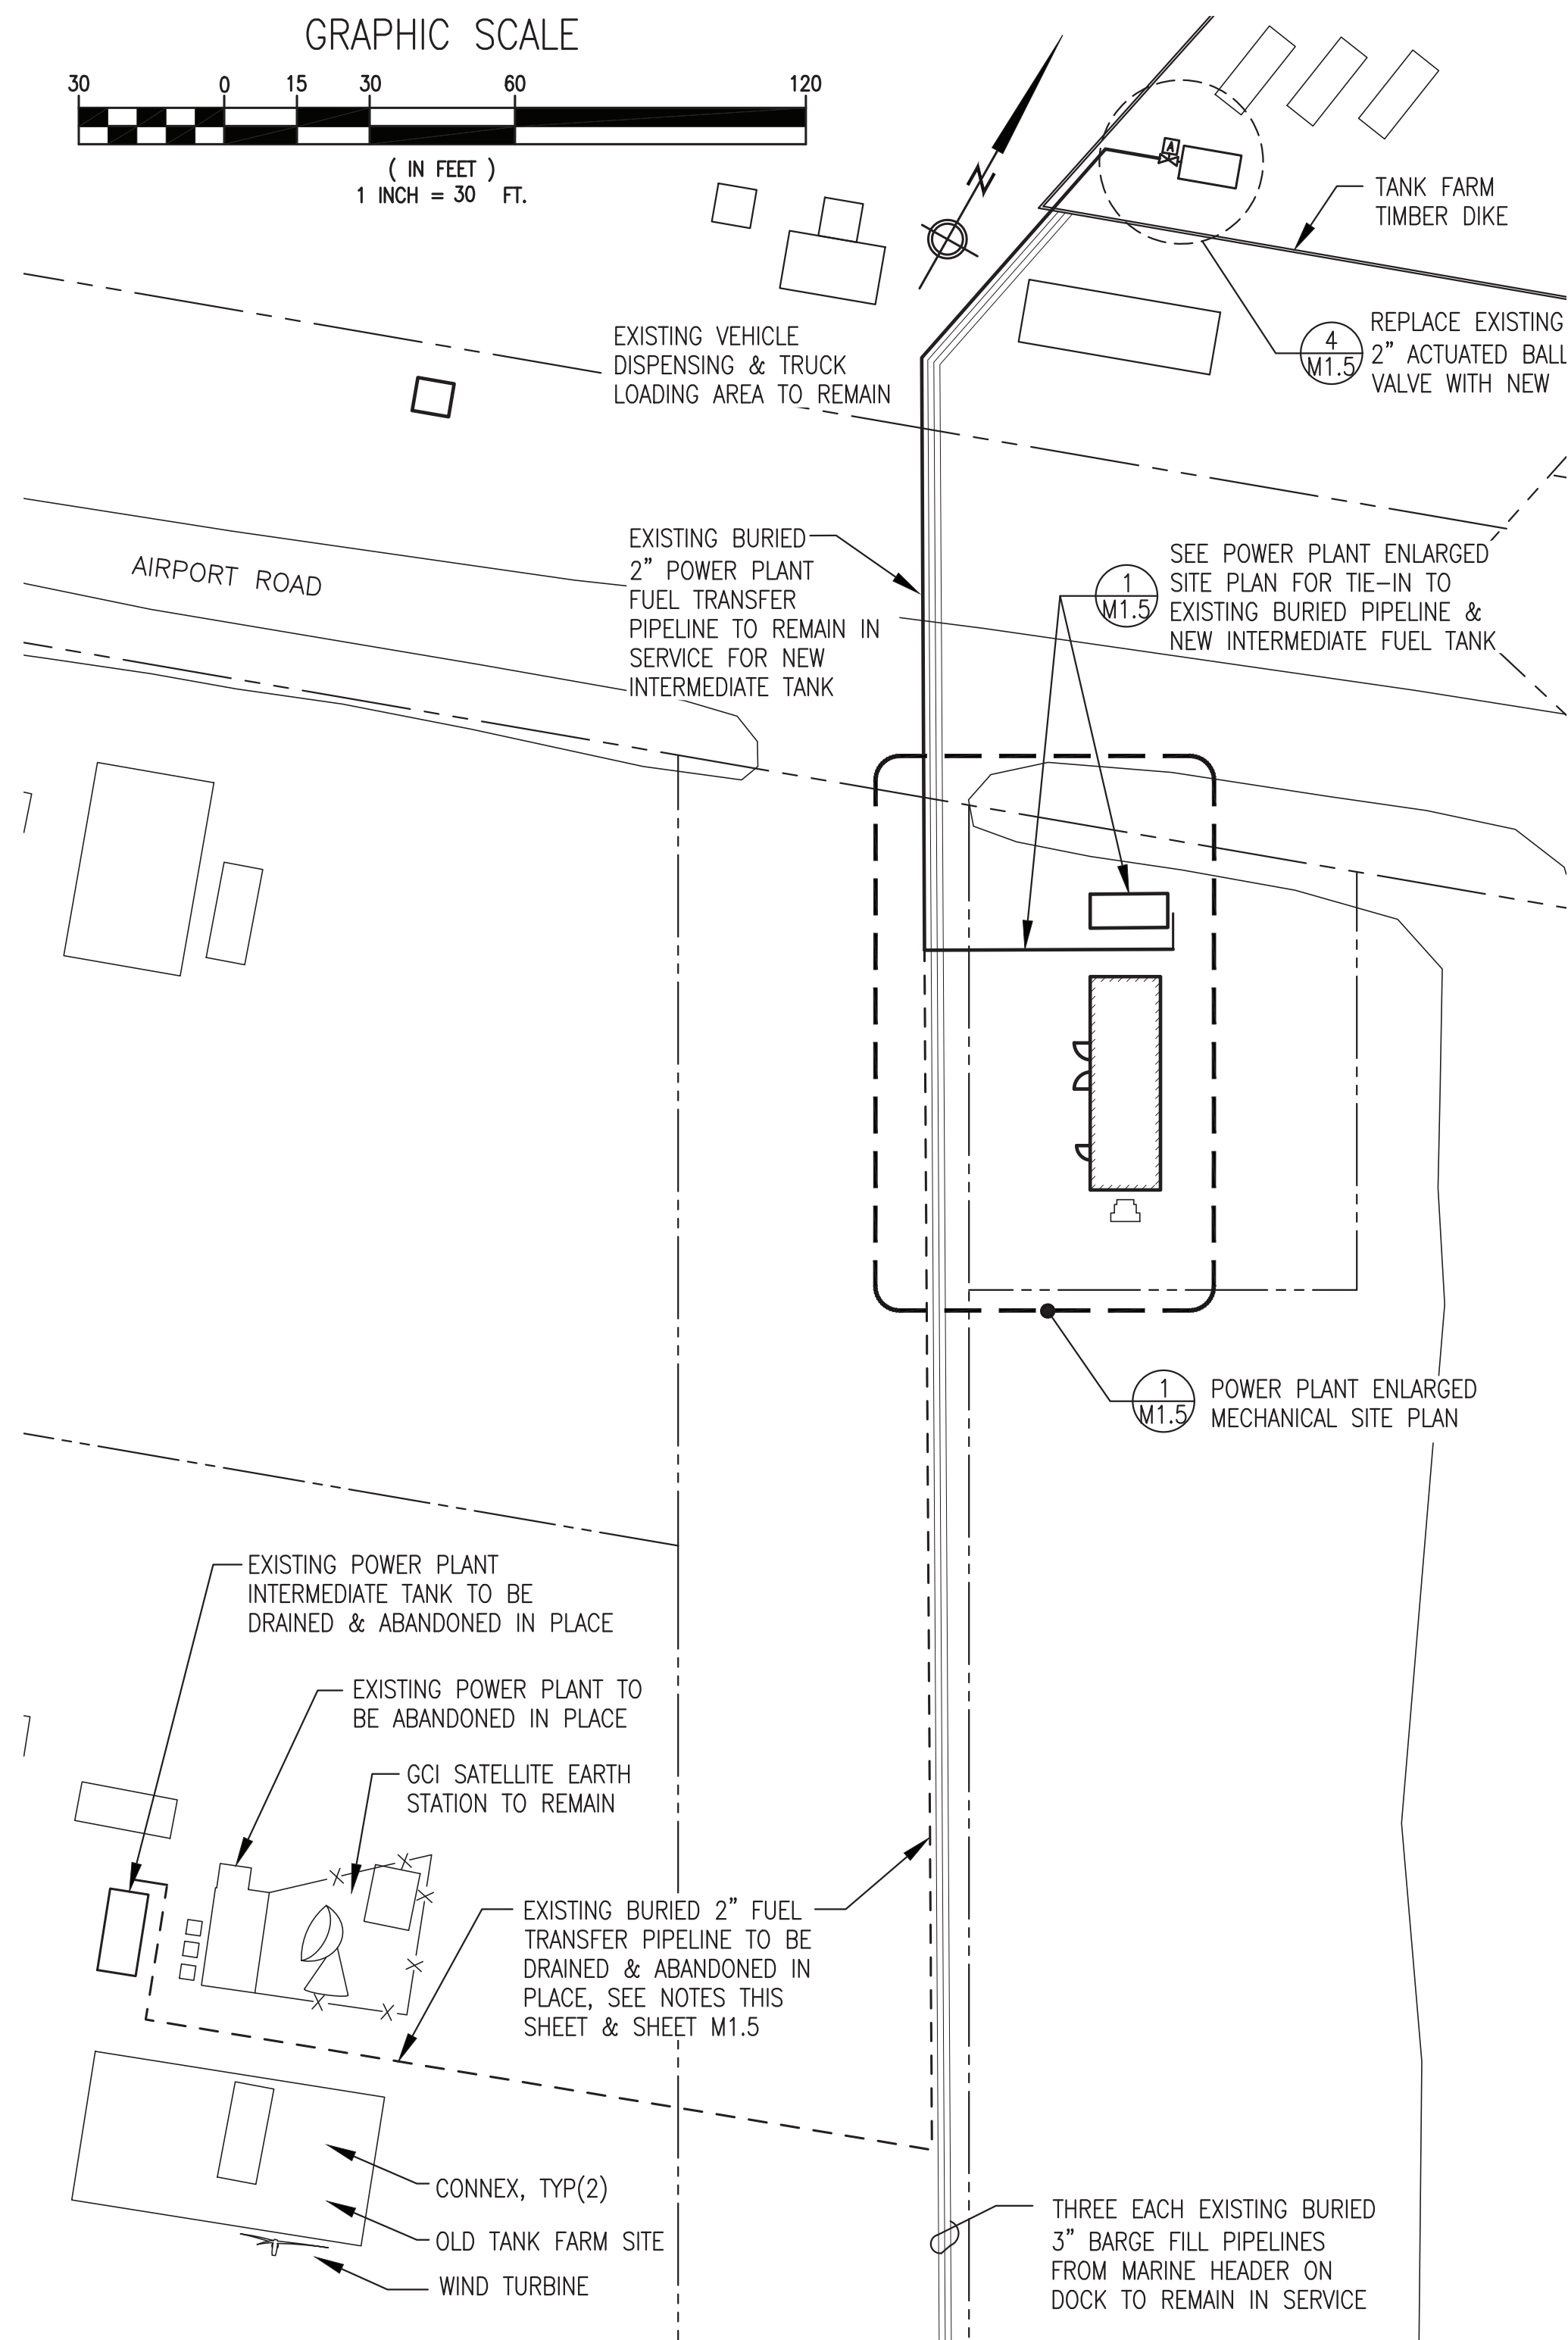 GRAPHIC SCALE
30 0 15 30 60 120
( IN FEET )
1 INCH = 30 FT.
N
A
TANK FARM
TIMBER DIKE
4
M1.5
REPLACE EXISTING
2” ACTUATED BALL
VALVE WITH NEW
EXISTING VEHICLE
DISPENSING & TRUCK
LOADING AREA TO REMAIN
AIRPORT ROAD
EXISTING BURIED
2” POWER PLANT
FUEL TRANSFER
PIPELINE TO REMAIN IN
SERVICE FOR NEW
INTERMEDIATE TANK
1
M1.5
SEE POWER PLANT ENLARGED
SITE PLAN FOR TIE-IN TO
EXISTING BURIED PIPELINE &
NEW INTERMEDIATE FUEL TANK
1
M1.5
POWER PLANT ENLARGED
MECHANICAL SITE PLAN
EXISTING POWER PLANT
INTERMEDIATE TANK TO BE
DRAINED & ABANDONED IN PLACE
EXISTING POWER PLANT TO
BE ABANDONED IN PLACE
GCI SATELLITE EARTH
STATION TO REMAIN
EXISTING BURIED 2” FUEL
TRANSFER PIPELINE TO BE
DRAINED & ABANDONED IN
PLACE, SEE NOTES THIS
SHEET & SHEET M1.5
CONNEX, TYP(2)
OLD TANK FARM SITE
WIND TURBINE
THREE EACH EXISTING BURIED
3” BARGE FILL PIPELINES
FROM MARINE HEADER ON
DOCK TO REMAIN IN SERVICE